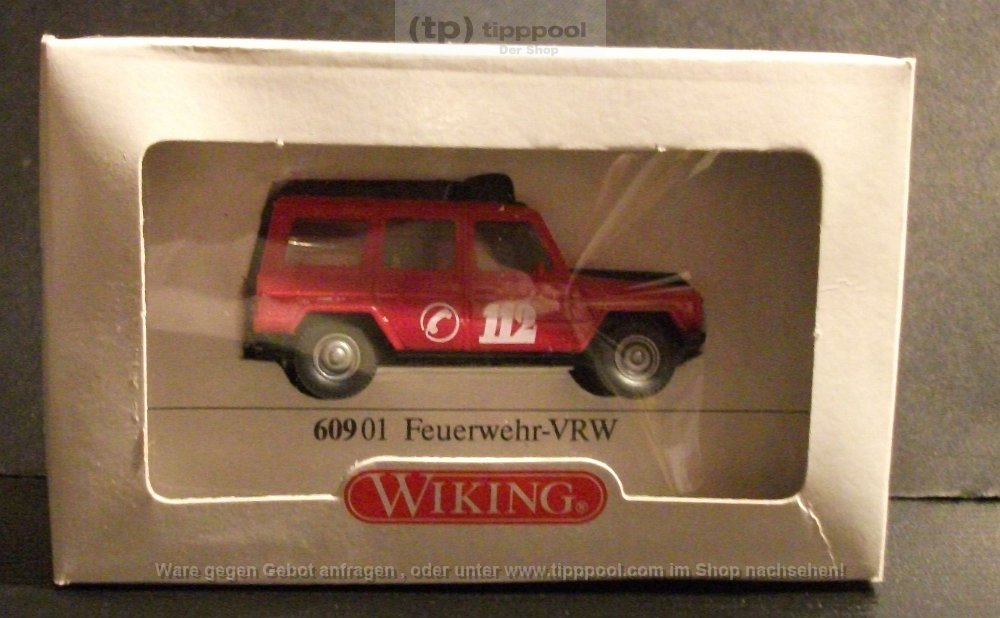 (tp) tipppool
Der Shop
112
609 01 Feuerwehr-VRW
WIKING®
Ware gegen Gebot anfragen , oder unter www.tipppool.com im Shop nachsehen!